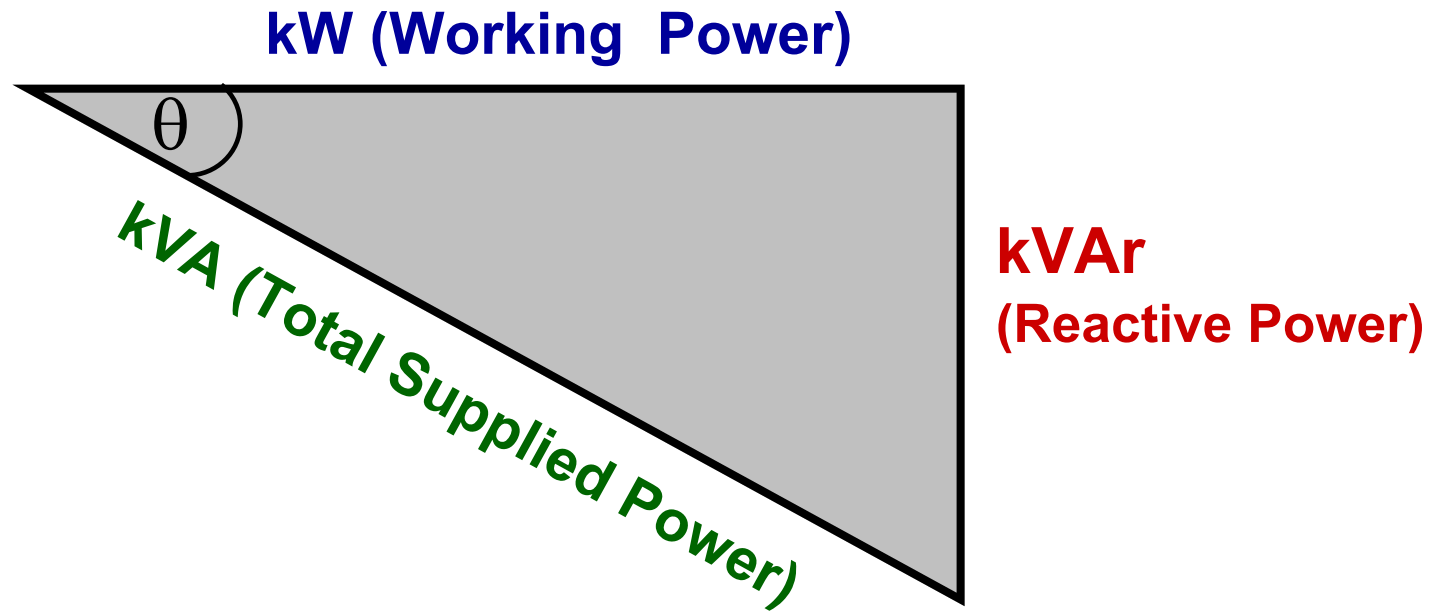 kW (Working  Power)
θ
kVA (Total Supplied Power)
kVAr
(Reactive Power)